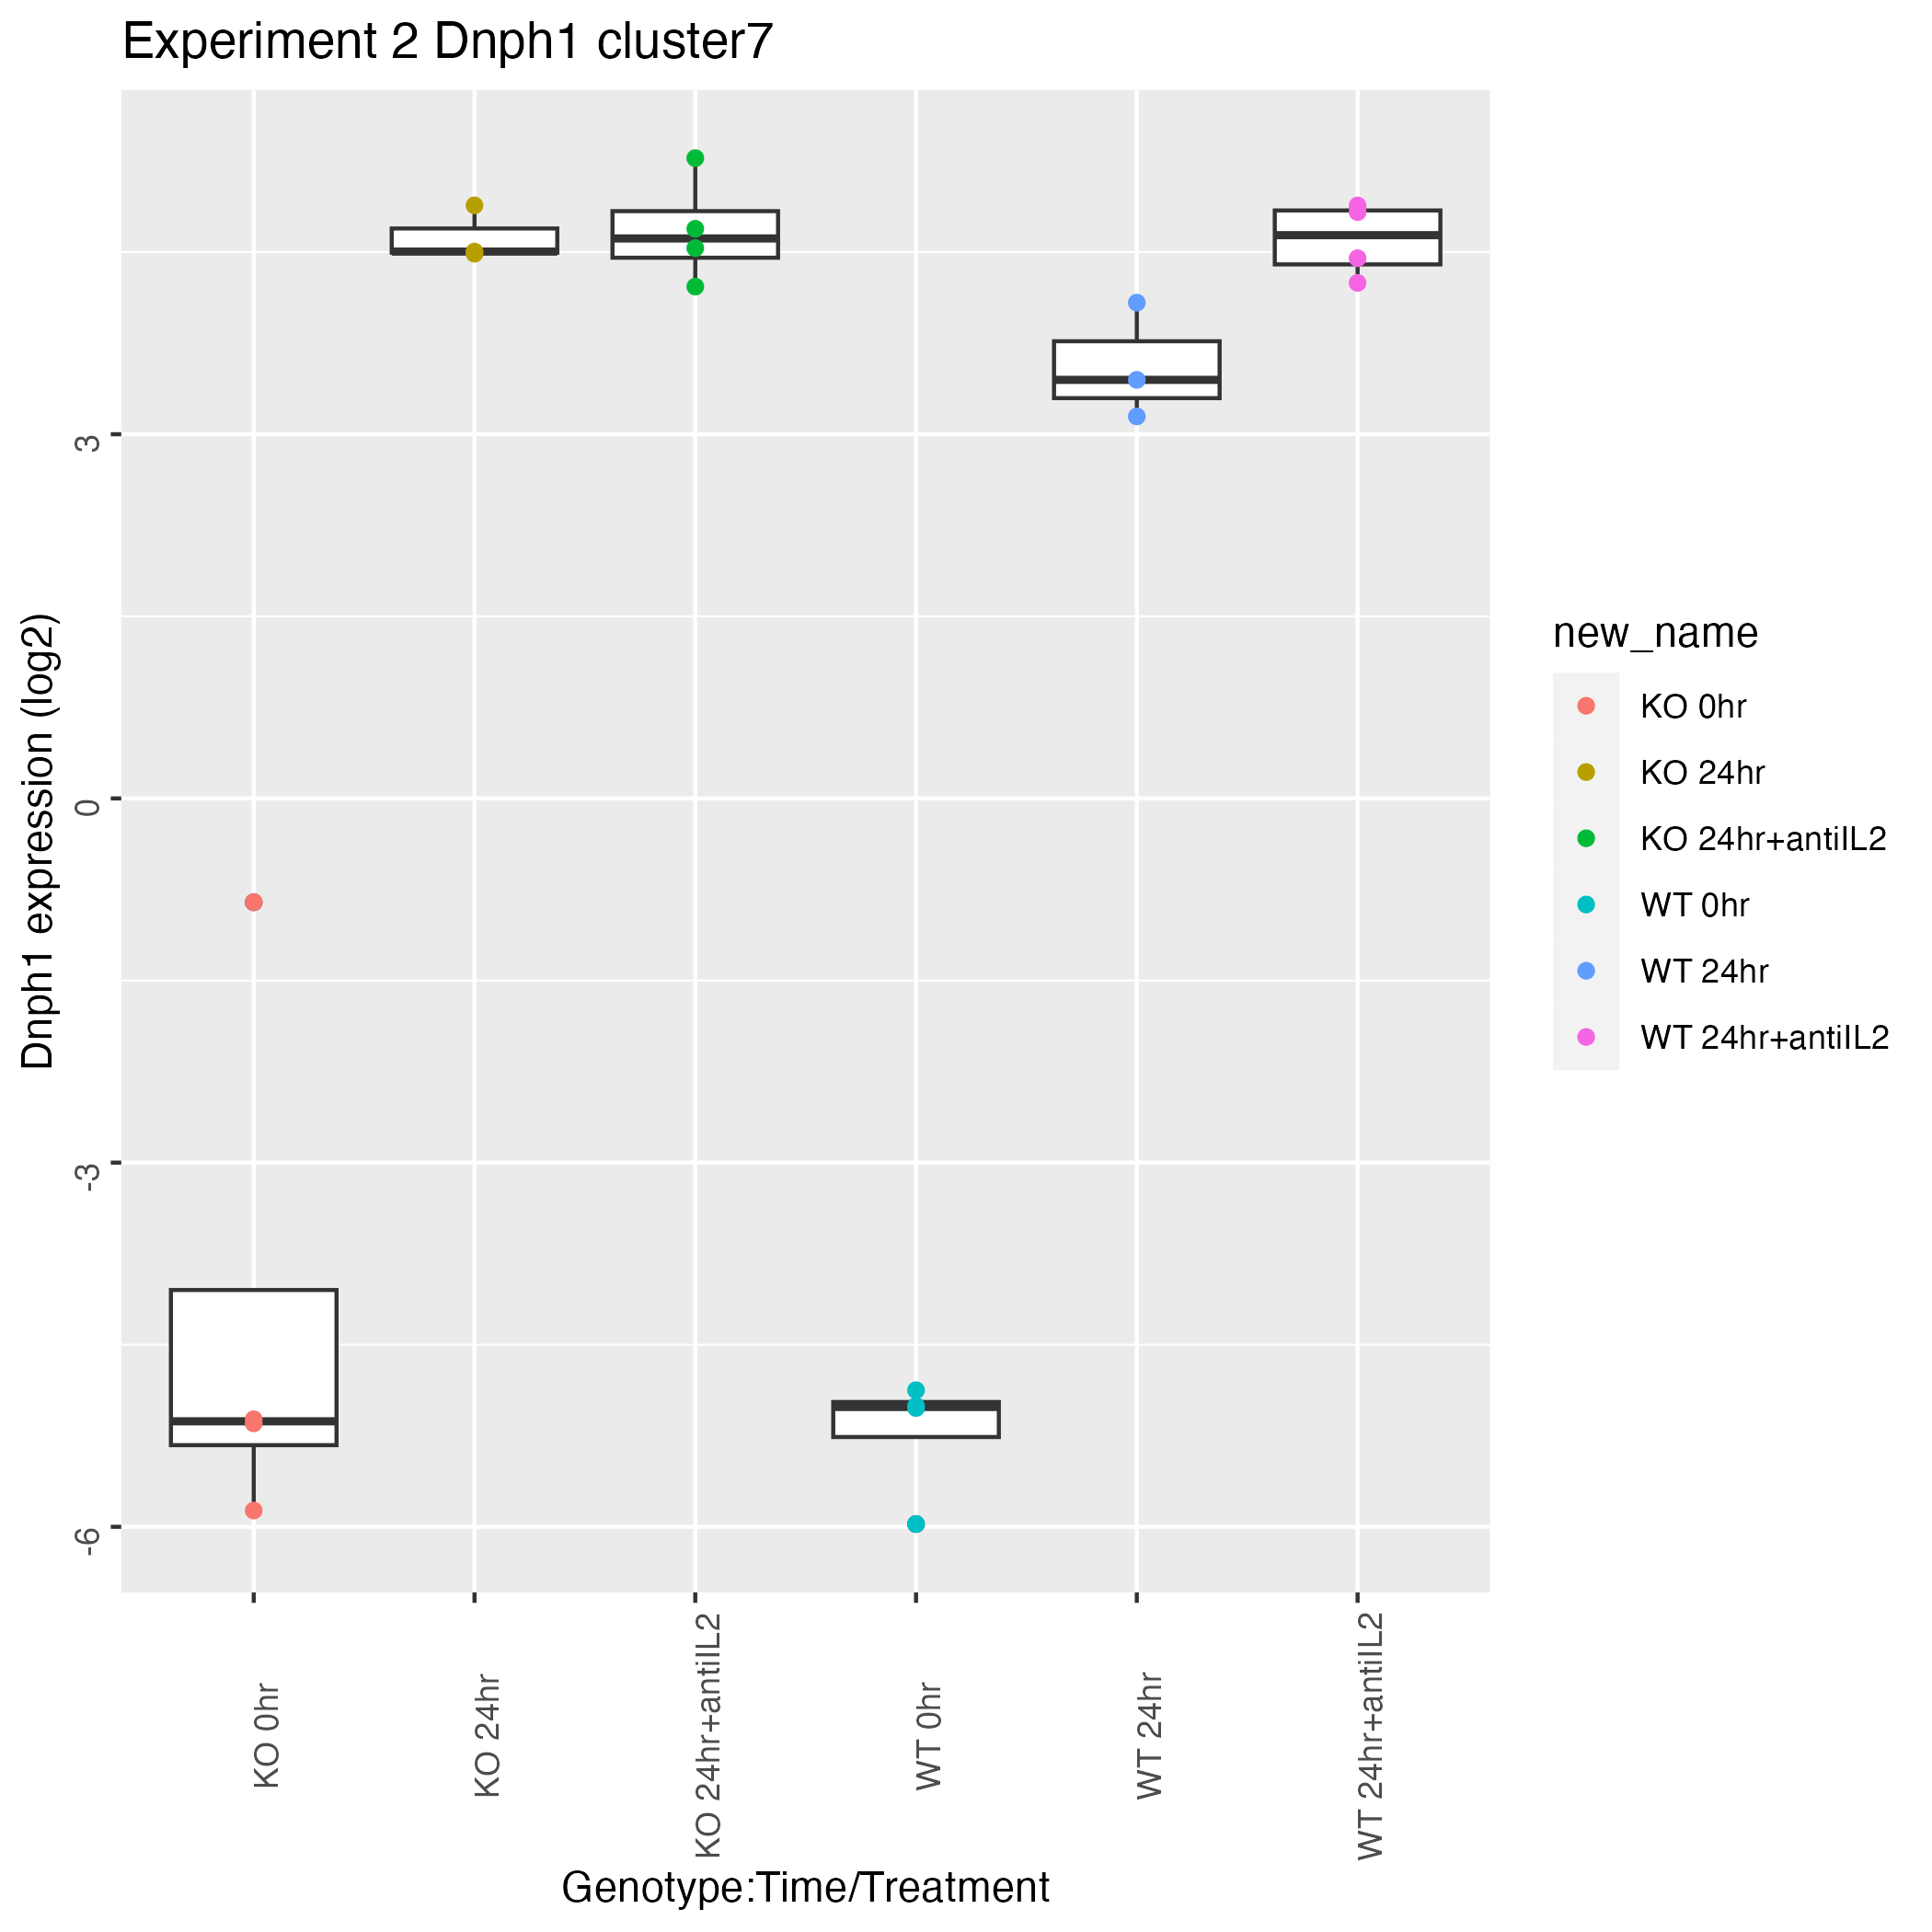 Experiment 2 Dnph1 cluster7
Dnph1 expression (log2)
3
0
-3
-6
KO 0hr
KO 24hr
KO 24hr+antiIL2
WT 0hr
WT 24hr
WT 24hr+antiIL2
Genotype:Time/Treatment
new_name
KO 0hr
KO 24hr
KO 24hr+antiIL2
WT 0hr
WT 24hr
WT 24hr+antiIL2